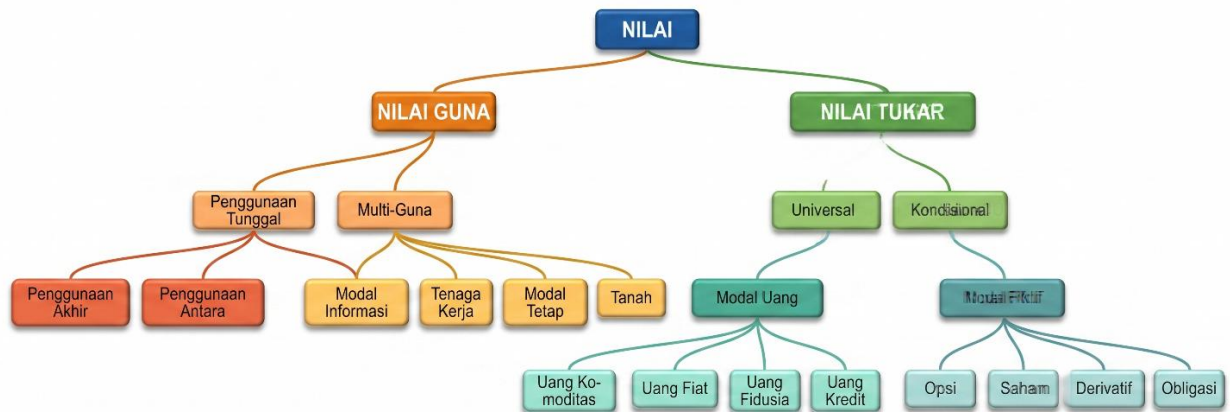 NILAI
NILAI GUNA
NILAI TUKAR
Penggunaan
Tunggal
Multi-Guna
Universal
Kondisional
Penggunaan
Akhir
Penggunaan
Antara
Modal
Informasi
Tenaga
Kerja
Modal
Tetap
Tanah
Modal Uang
Uang Ko-
moditas
Uang Fiat
Uang
Fidusia
Uang
Kredit
Opsi
Saham
Derivatif
Obligasi